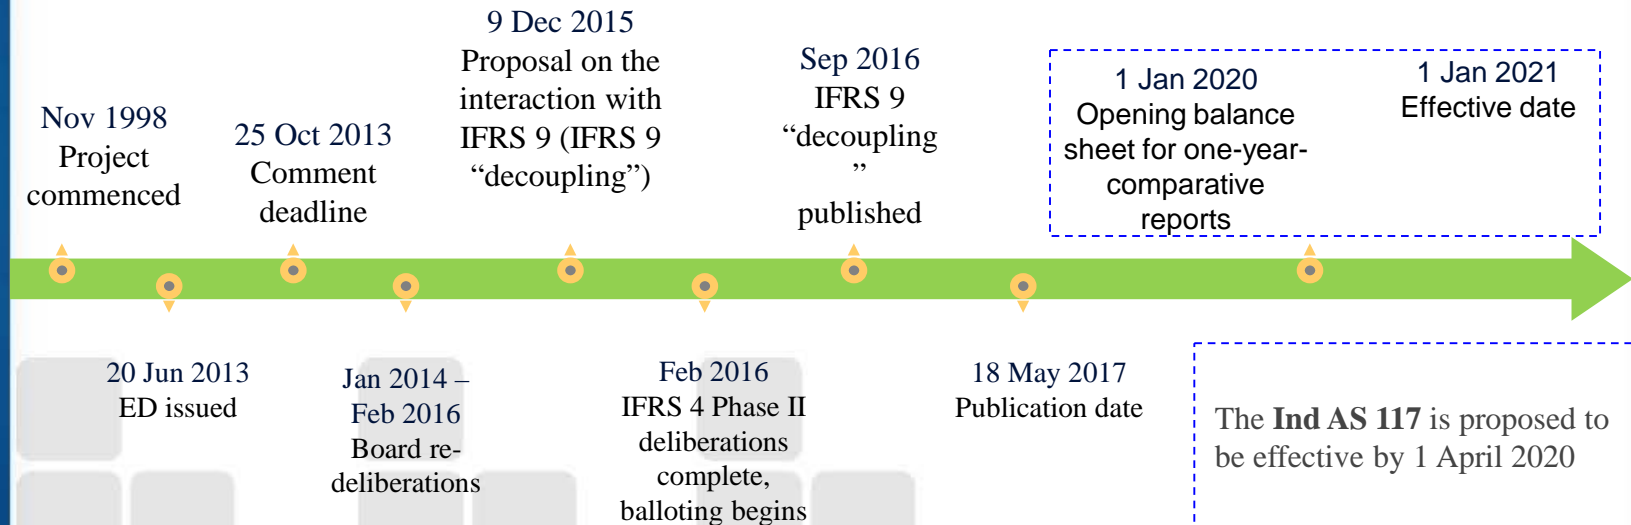 9 Dec 2015
Proposal on the
interaction with
IFRS 9 (IFRS 9
“decoupling”)
Sep 2016
IFRS 9
“decoupling
”
published
1 Jan 2020
Opening balance
sheet for one-year-
comparative
reports
1 Jan 2021
Effective date
Nov 1998
Project
commenced
25 Oct 2013
Comment
deadline
20 Jun 2013
ED issued
Jan 2014 –
Feb 2016
Board re-
deliberations
Feb 2016
IFRS 4 Phase II
deliberations
complete,
balloting begins
18 May 2017
Publication date
The Ind AS 117 is proposed to
be effective by 1 April 2020